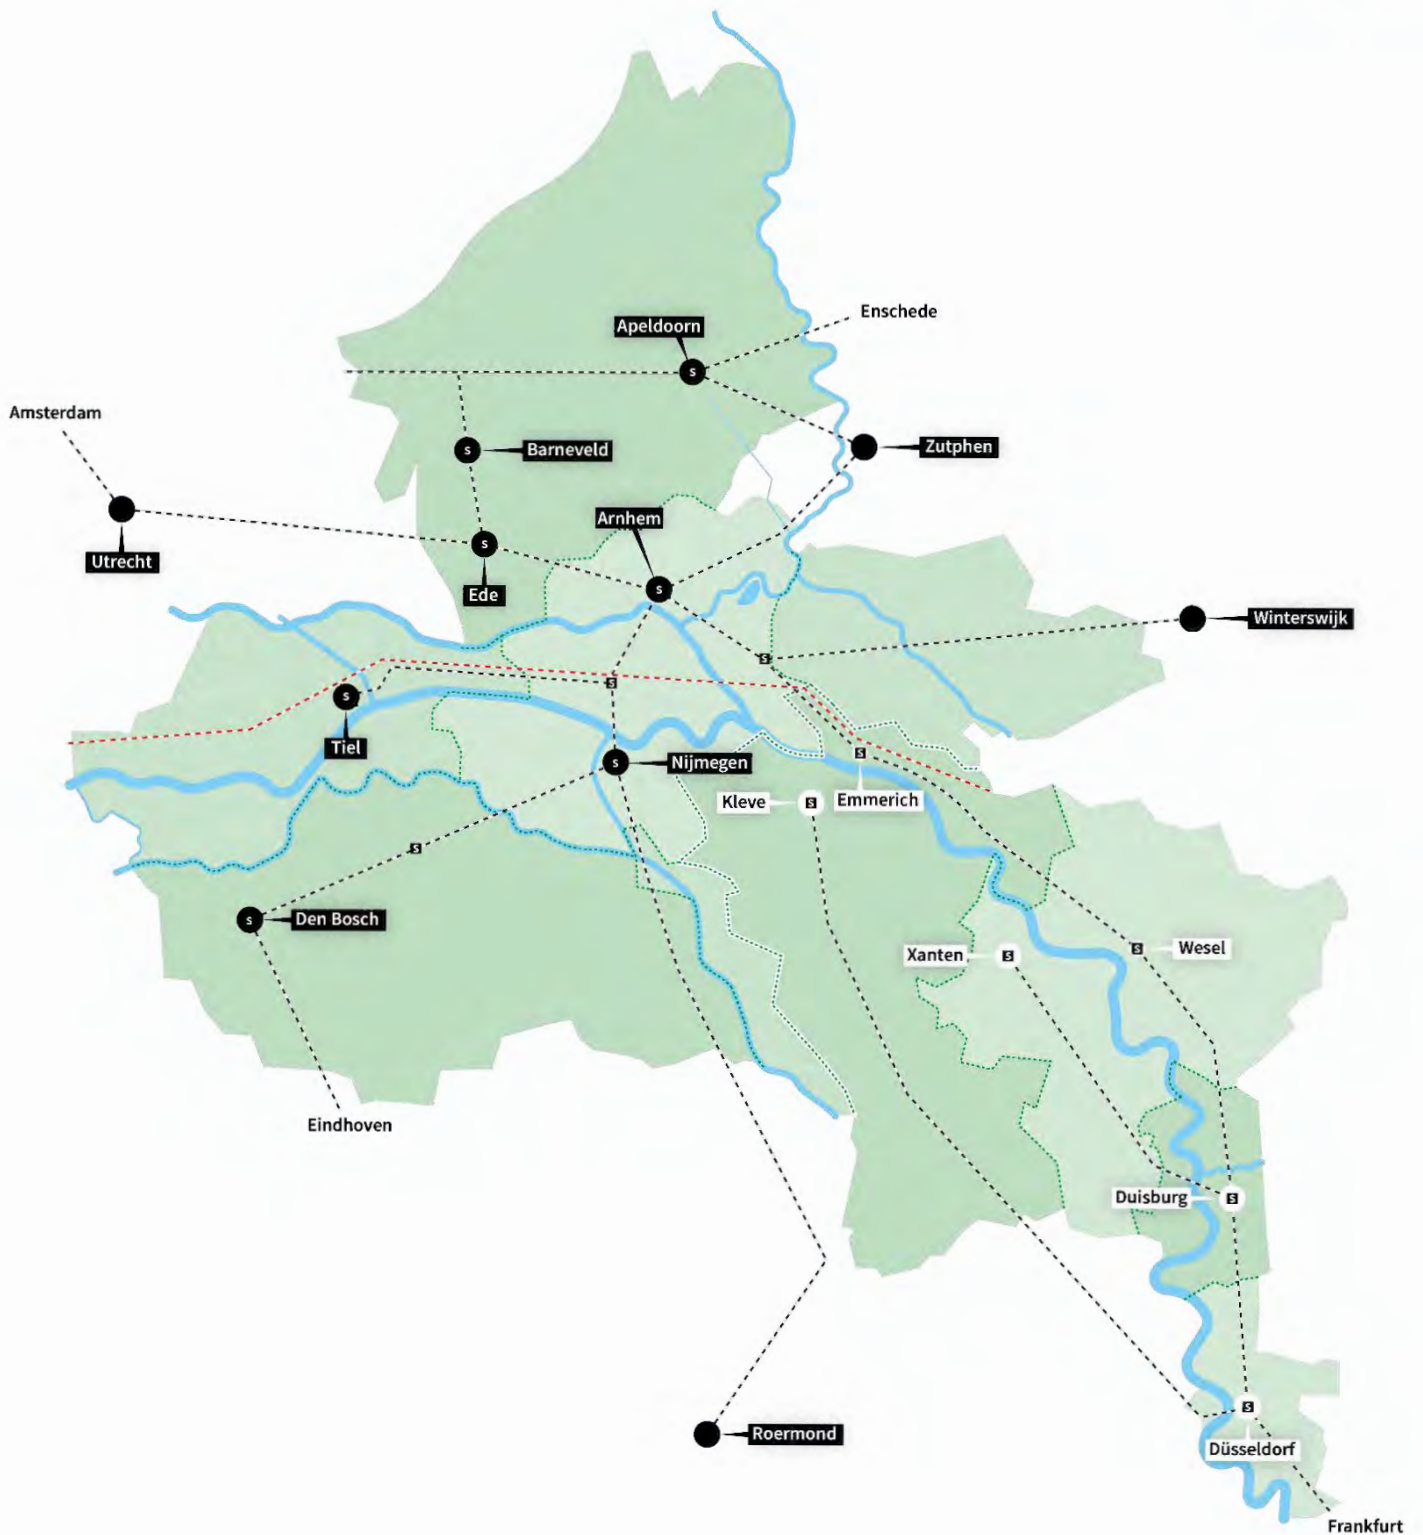 Enschede
Apeldoorn
S
Amsterdam
S
Barneveld
Zutphen
Arnhem
Utrecht
S
Ede
S
Winterswijk
S
S
S
Tiel
S
S
Nijmegen
Kleve
S
Emmerich
S
S
Den Bosch
Xanten
S
S
Wesel
Eindhoven
Duisburg
S
S
Roermond
Düsseldorf
Frankfurt